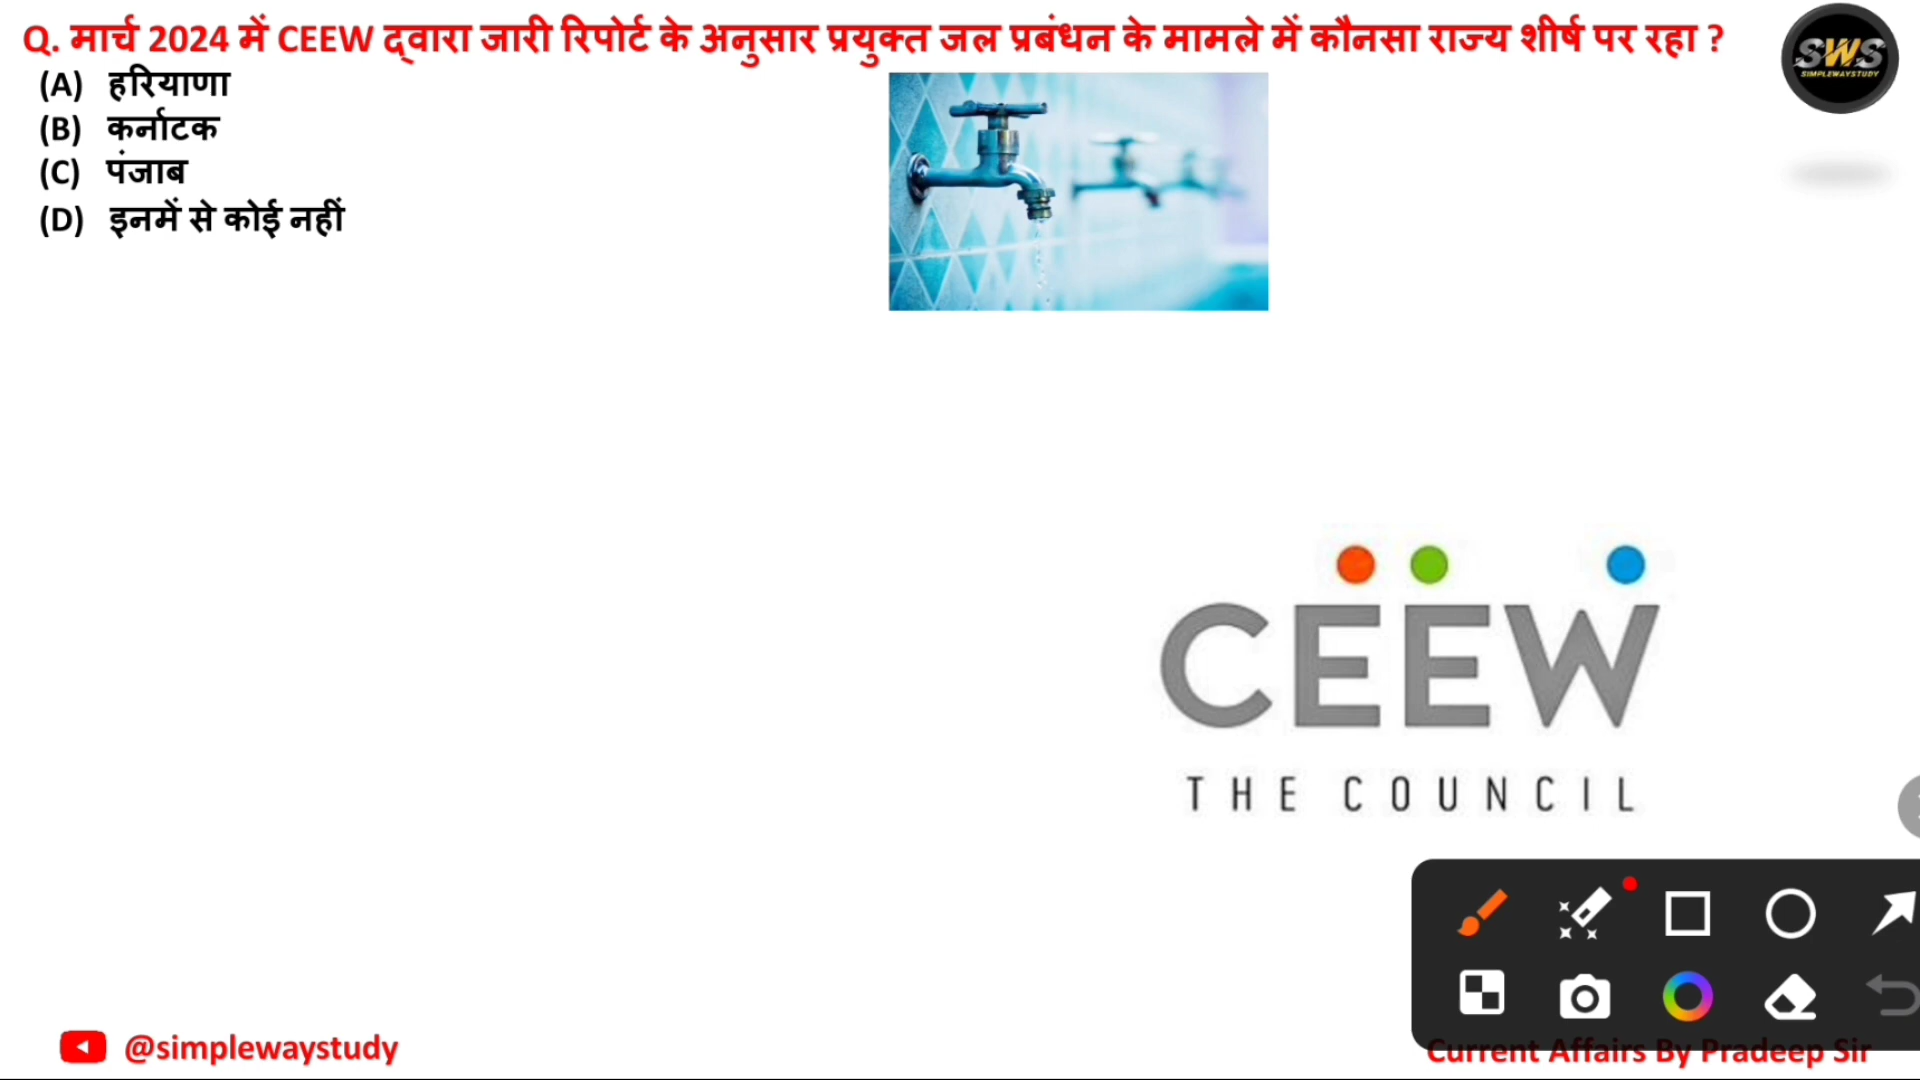 Q. मार्च 2024 में CEEW द्वारा जारी रिपोर्ट के अनुसार प्रयुक्त जल प्रबंधन के मामले में कौनसा राज्य शीर्ष पर रहा ?
(A) हरियाणा
(B) कर्नाटक
(C) पंजाब
(D) इनमें से कोई नहीं
SWS
SIMPLEWAYSTUDY
CEEW
THE COUNCIL
@simplewaystudy
Current Affairs By Pradeep Sir